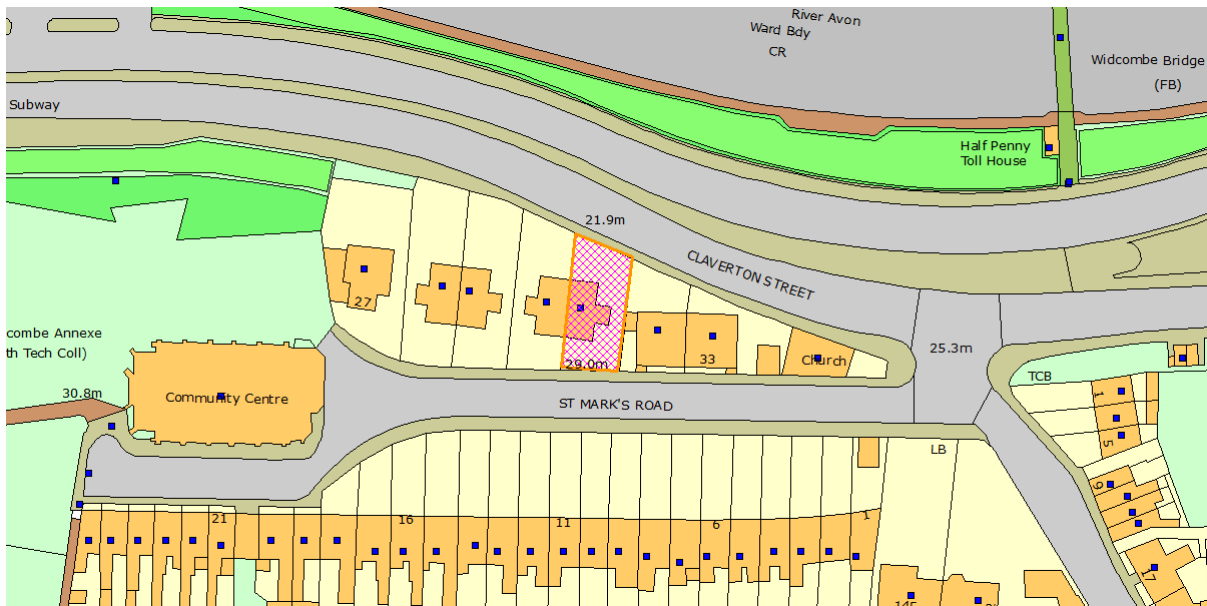 River Avon
Ward Bdy
CR
Widcombe Bridge
(FB)
Subway
Half Penny
Toll House
21.9m
CLAVERTON STREET
27
combe Annexe
th Tech Coll)
33
Church
25.3m
29.0m
30.8m
Community Centre
ST MARK'S ROAD
TCB
1
5
LB
9
21
16
11
6
1
17
145